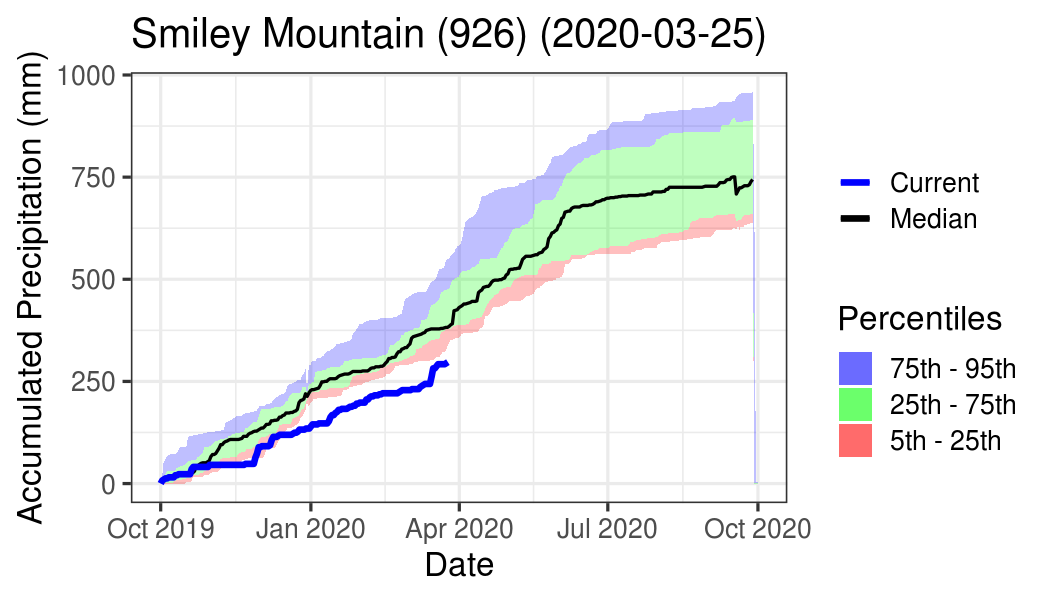 Smiley Mountain (926) (2020-03-25)
Accumulated Precipitation (mm)
1000
750
500
250
0
Oct 2019
Jan 2020
Apr 2020
Jul 2020
Oct 2020
Date
Current
Median
Percentiles
75th - 95th
25th - 75th
5th - 25th